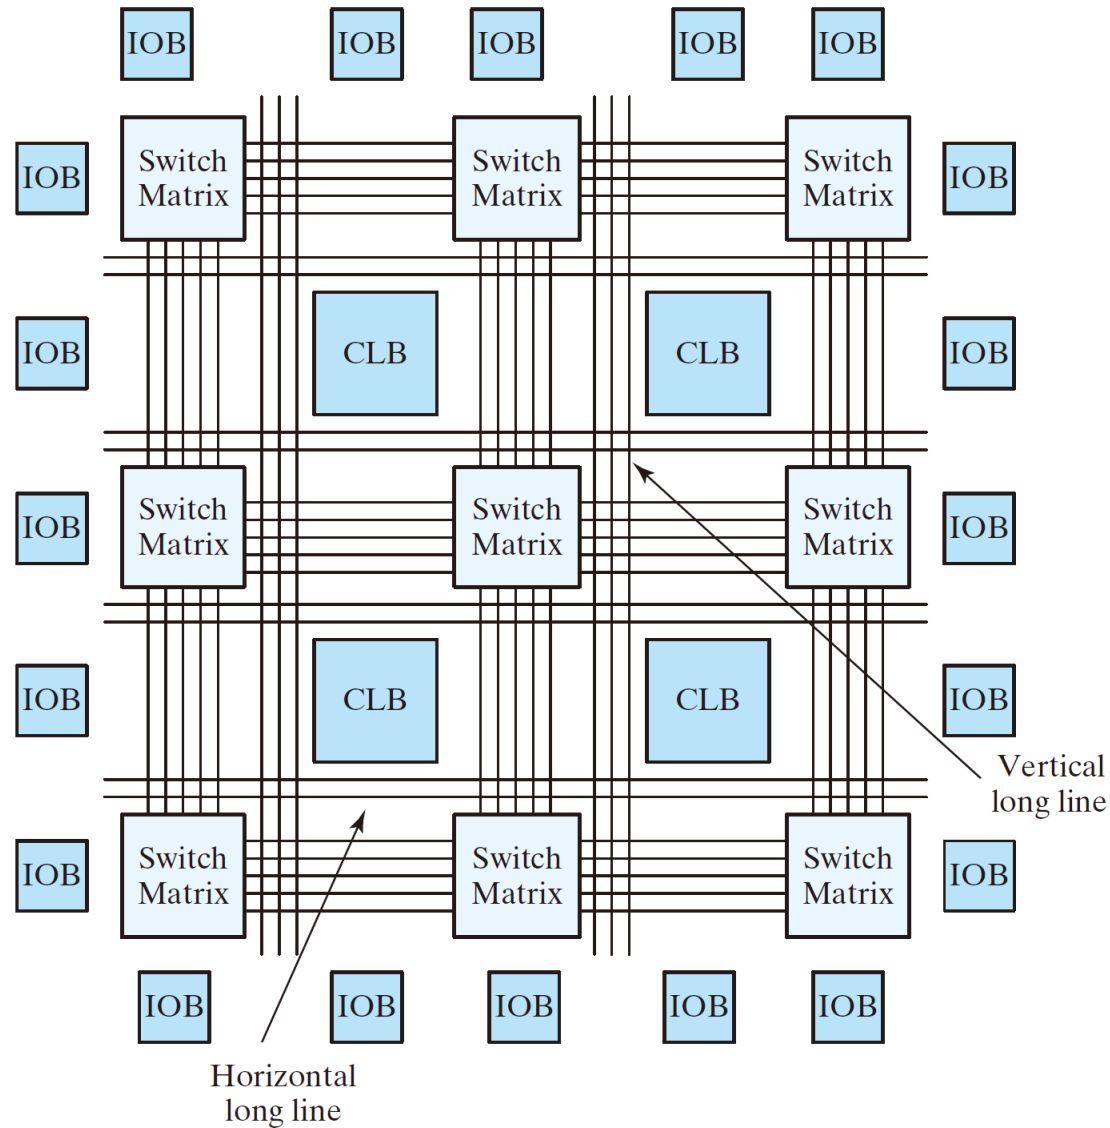 IOB
IOB
IOB
IOB
IOB
IOB
Switch
Matrix
Switch
Matrix
Switch
Matrix
IOB
IOB
CLB
CLB
IOB
IOB
Switch
Matrix
Switch
Matrix
Switch
Matrix
IOB
IOB
CLB
CLB
IOB
Vertical
long line
IOB
Switch
Matrix
Switch
Matrix
Switch
Matrix
IOB
IOB
IOB
IOB
IOB
IOB
Horizontal
long line